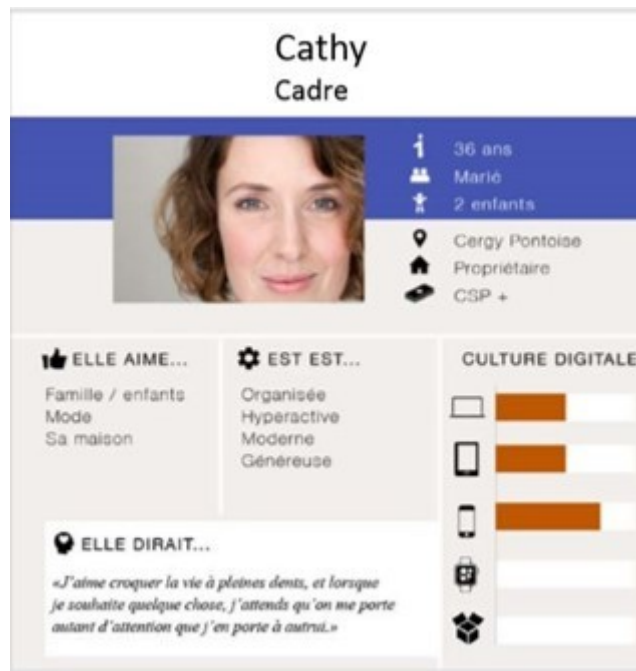 Cathy
Cadre
36 ans
Marié
2 enfants
Cergy Pontoise
Propriétaire
CSP +
ELLE AIME...
Famille / enfants
Mode
Sa maison
EST EST...
Organisée
Hyperactive
Moderne
Généreuse
CULTURE DIGITALE
ELLE DIRAIT...
«J'aime croquer la vie à pleines dents, et lorsque
je souhaite quelque chose, j'attends qu'on me porte
autant d'attention que j'en porte à autrui.»